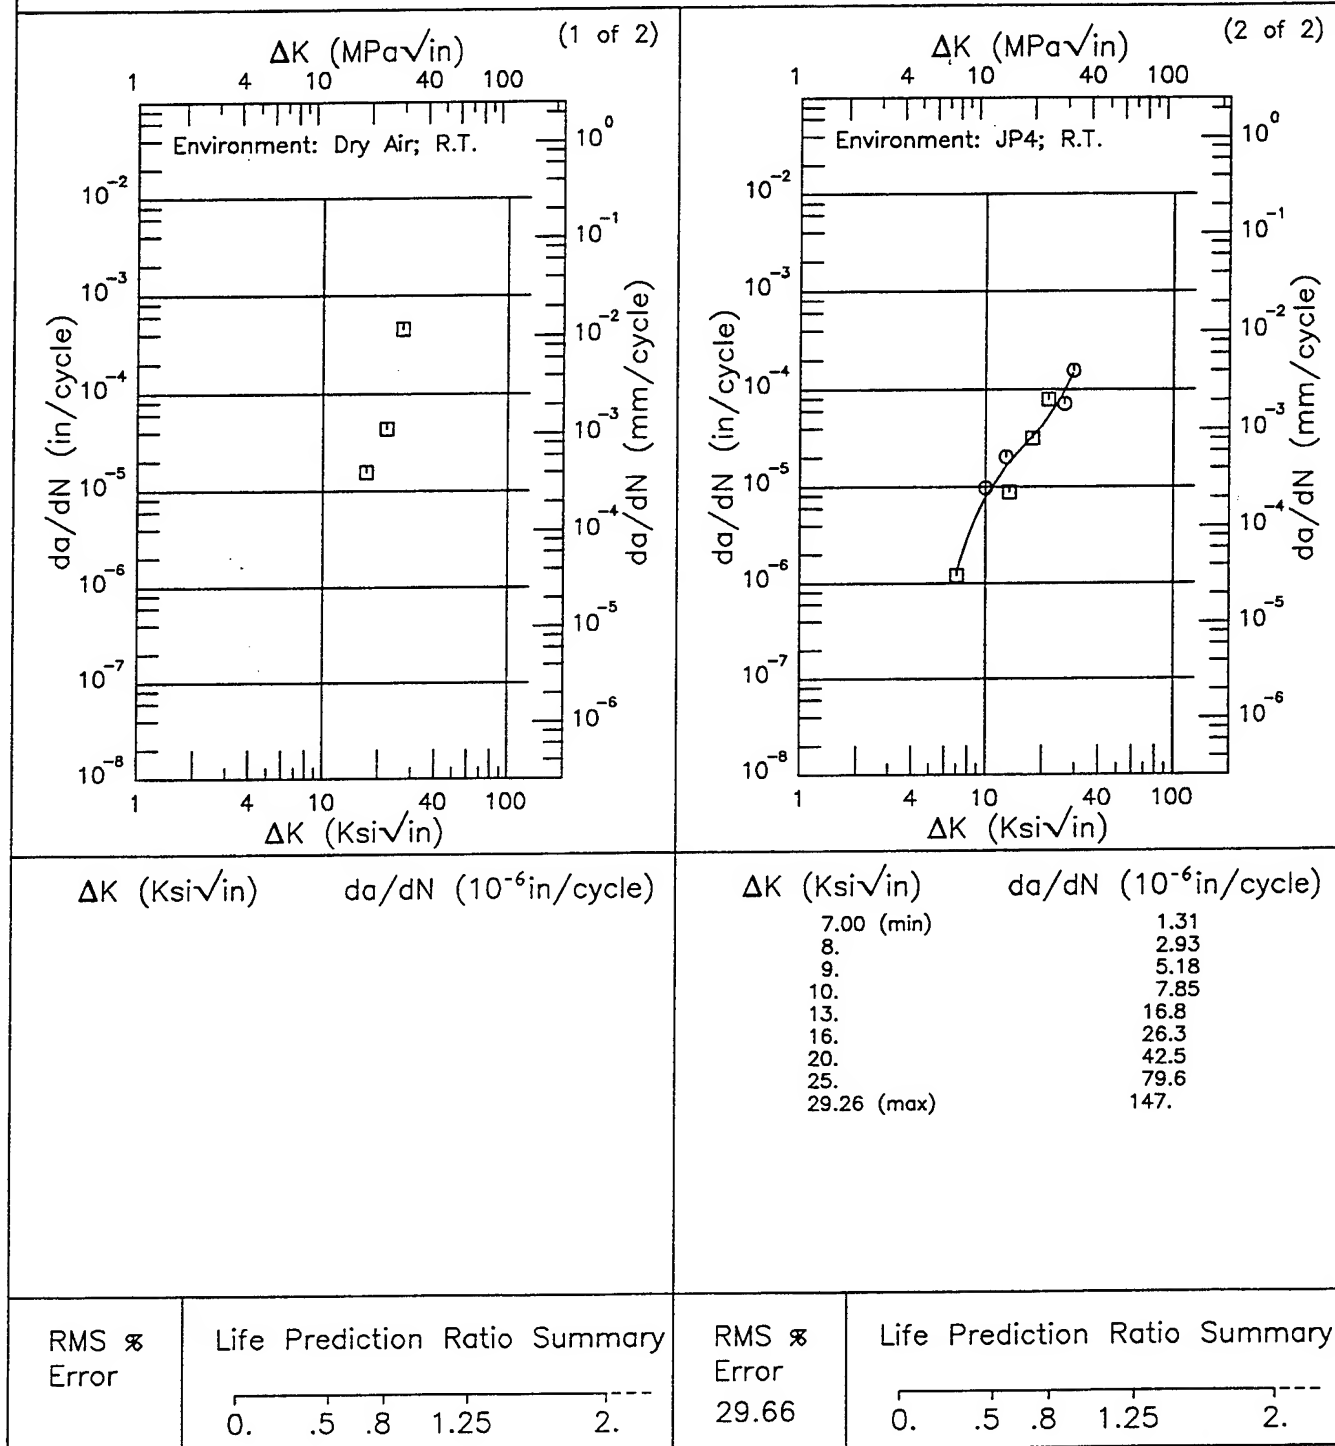 (1 of 2)
ΔK (MPa√in)
1 4 10 40 100
Environment: Dry Air; R.T.
10⁰
10⁻¹
10⁻²
10⁻³
10⁻⁴
10⁻⁵
10⁻⁶
da/dN (mm/cycle)
10⁻²
10⁻³
10⁻⁴
10⁻⁵
10⁻⁶
10⁻⁷
10⁻⁸
da/dN (in/cycle)
1 4 10 40 100
ΔK (Ksi√in)
ΔK (Ksi√in) da/dN (10⁻⁶in/cycle)
RMS %
Error
Life Prediction Ratio Summary
0. .5 .8 1.25 2.
(2 of 2)
ΔK (MPa√in)
1 4 10 40 100
Environment: JP4; R.T.
10⁰
10⁻¹
10⁻²
10⁻³
10⁻⁴
10⁻⁵
10⁻⁶
da/dN (mm/cycle)
10⁻²
10⁻³
10⁻⁴
10⁻⁵
10⁻⁶
10⁻⁷
10⁻⁸
da/dN (in/cycle)
1 4 10 40 100
ΔK (Ksi√in)
ΔK (Ksi√in) da/dN (10⁻⁶in/cycle)
7.00 (min) 1.31
8. 2.93
9. 5.18
10. 7.85
13. 16.8
16. 26.3
20. 42.5
25. 79.6
29.26 (max) 147.
RMS %
Error
29.66
Life Prediction Ratio Summary
0. .5 .8 1.25 2.